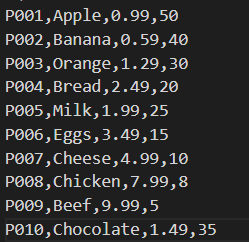 P001,Apple,0.99,50
P002,Banana,0.59,40
P003,Orange,1.29,30
P004,Bread,2.49,20
P005,Milk,1.99,25
P006,Eggs,3.49,15
P007,Cheese,4.99,10
P008,Chicken,7.99,8
P009,Beef,9.99,5
P010,Chocolate,1.49,35